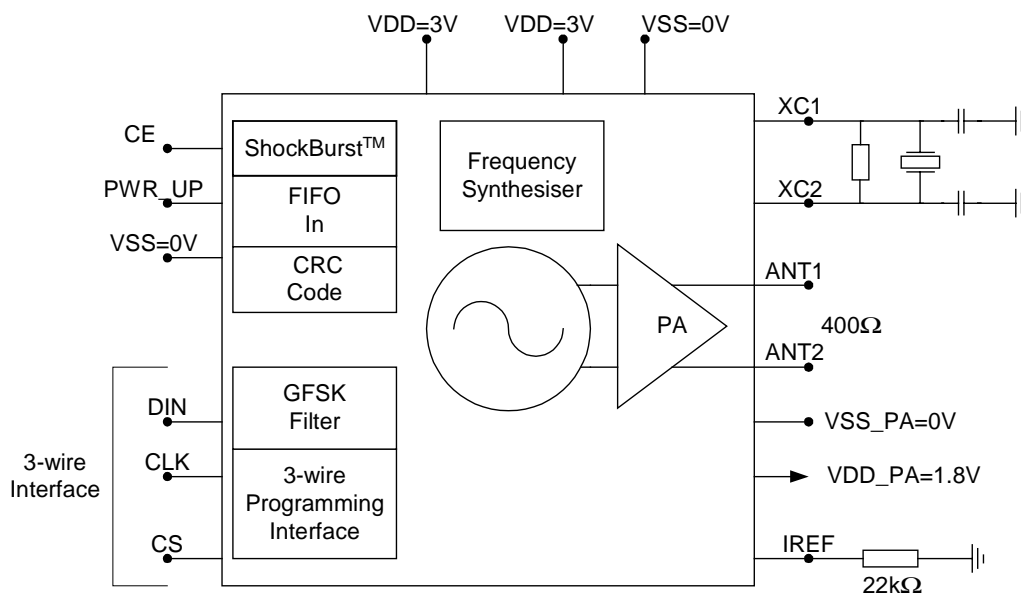 VDD=3V
VDD=3V
VSS=0V
XC1
CE
ShockBurst™
Frequency
Synthesiser
PWR_UP
FIFO
In
XC2
VSS=0V
CRC
Code
ANT1
PA
400Ω
ANT2
GFSK
Filter
DIN
VSS_PA=0V
3-wire
Interface
CLK
3-wire
Programming
Interface
VDD_PA=1.8V
CS
IREF
22kΩ